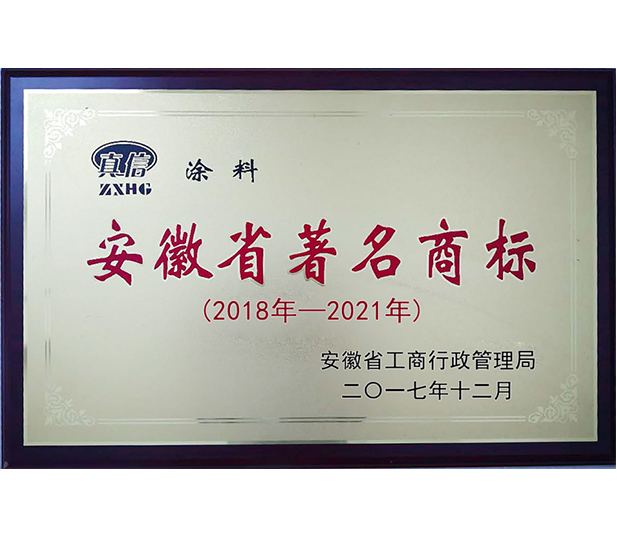 真信
ZXHG
涂料
安徽省著名商标
(2018年—2021年)
安徽省工商行政管理局
二〇一七年十二月